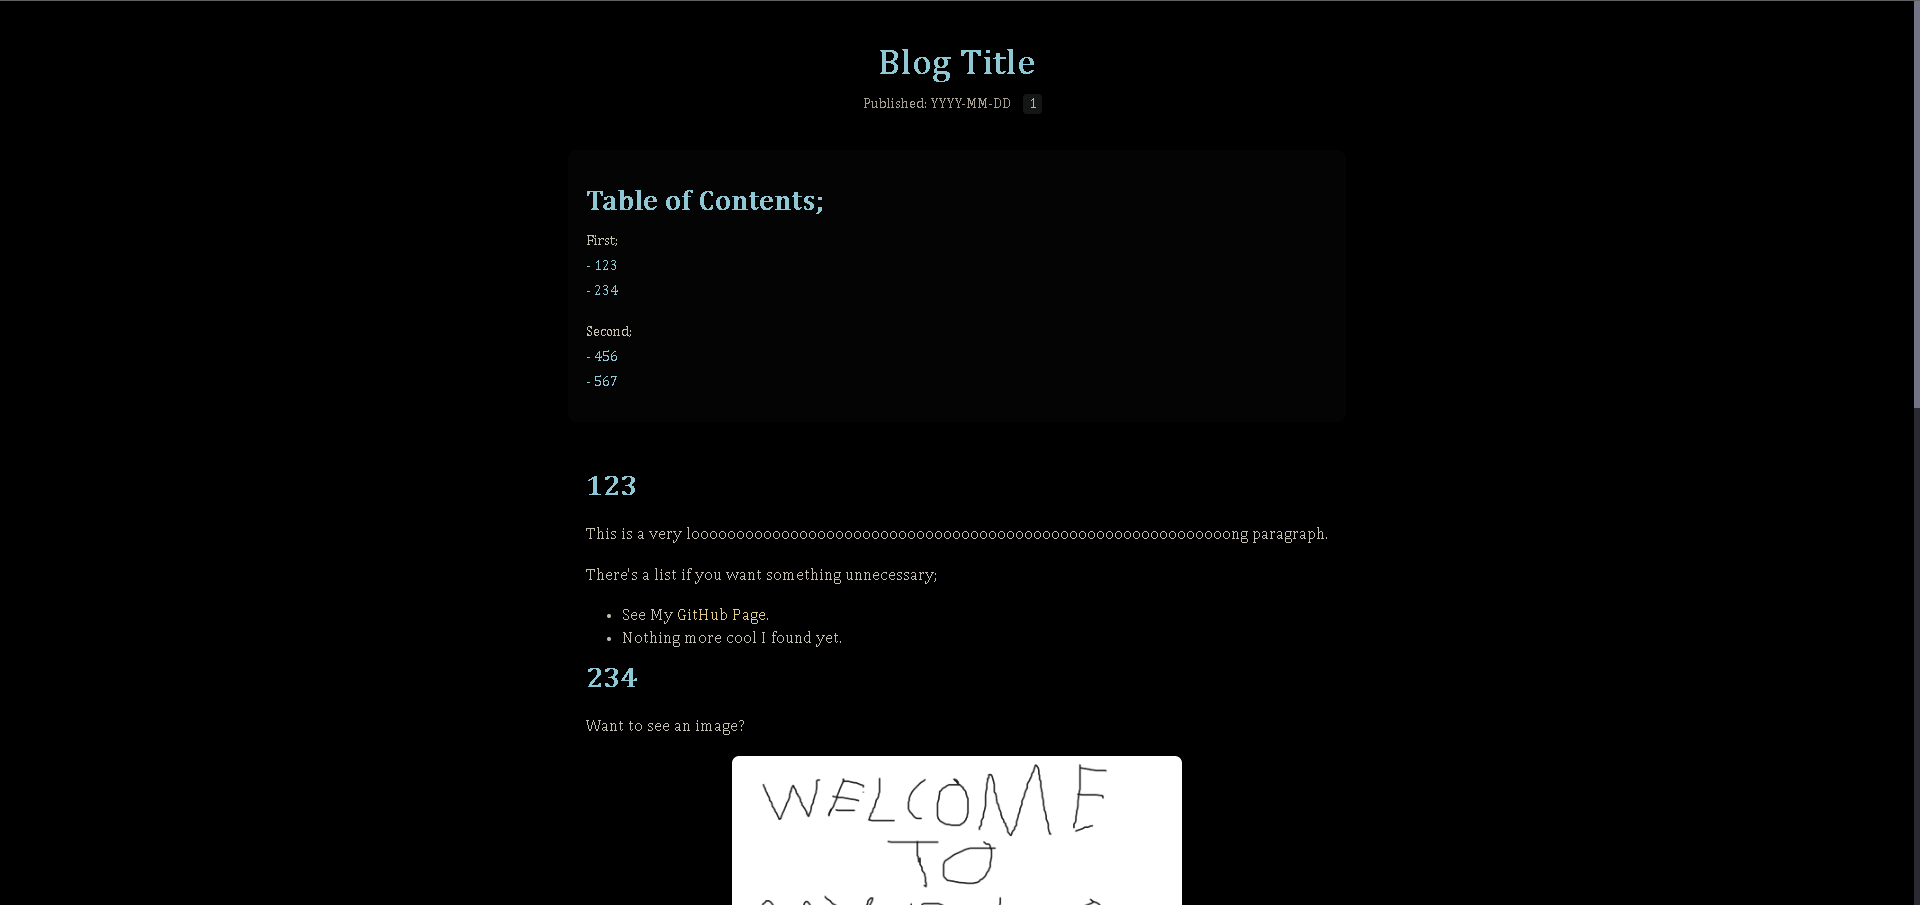 Blog Title
Published: YYYY-MM-DD 1
Table of Contents;
First;
- 123
- 234
Second;
- 456
- 567
123
This is a very looooooooooooooooooooooooooooooooooooooooooooooooooooooooooooong paragraph.
There's a list if you want something unnecessary;
• See My GitHub Page.
• Nothing more cool I found yet.
234
Want to see an image?
WELCOME
TO